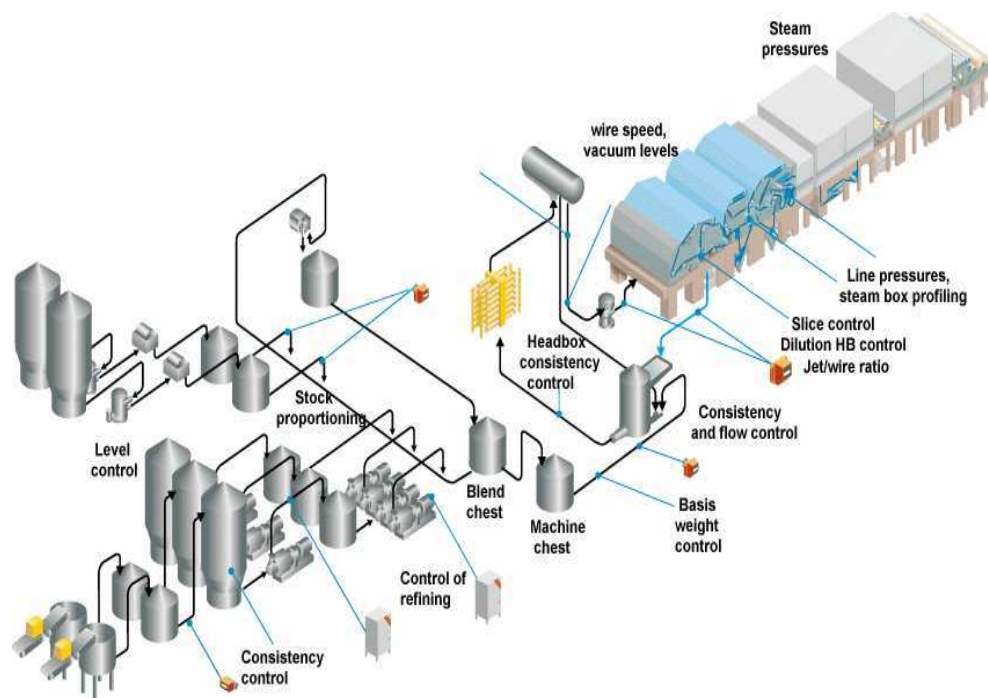 Steam
pressures
wire speed,
vacuum levels
Line pressures,
steam box profiling
Slice control
Dilution HB control
Jet/wire ratio
Headbox
consistency
control
Stock
proportioning
Consistency
and flow control
Level
control
Blend
chest
Machine
chest
Basis
weight
control
Control of
refining
Consistency
control